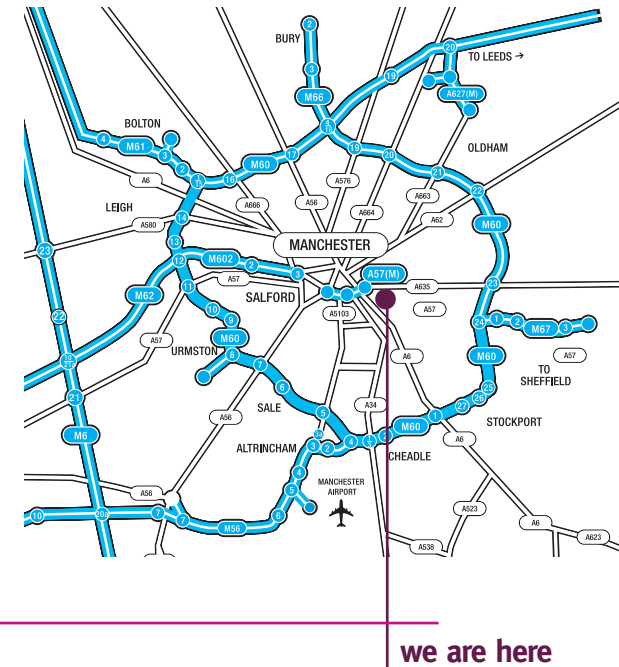 2
BURY
20
TO LEEDS →
3
19
M66
A627(M)
BOLTON
4
18
4
M61
3
2
M60
17
19
20
OLDHAM
1
15
16
21
A6
A576
A663
22
LEIGH
A666
A56
A664
A62
14
A580
M60
13
MANCHESTER
23
12
M602
2
3
A57(M)
A57
23
A635
11
SALFORD
M62
A5103
A57
10
22
9
24
1
2
M67
3
A57
M60
A57
URMSTON
8
A6
M60
TO
SHEFFIELD
10
7
21
6
25
26
A56
SALE
5
A34
27
STOCKPORT
1
M6
M60
ALTRINCHAM
3
2
4
CHEADLE
A6
4
MANCHESTER
AIRPORT
A56
5
A523
10
20a
7
7
6
A6
M56
A538
A623
we are here